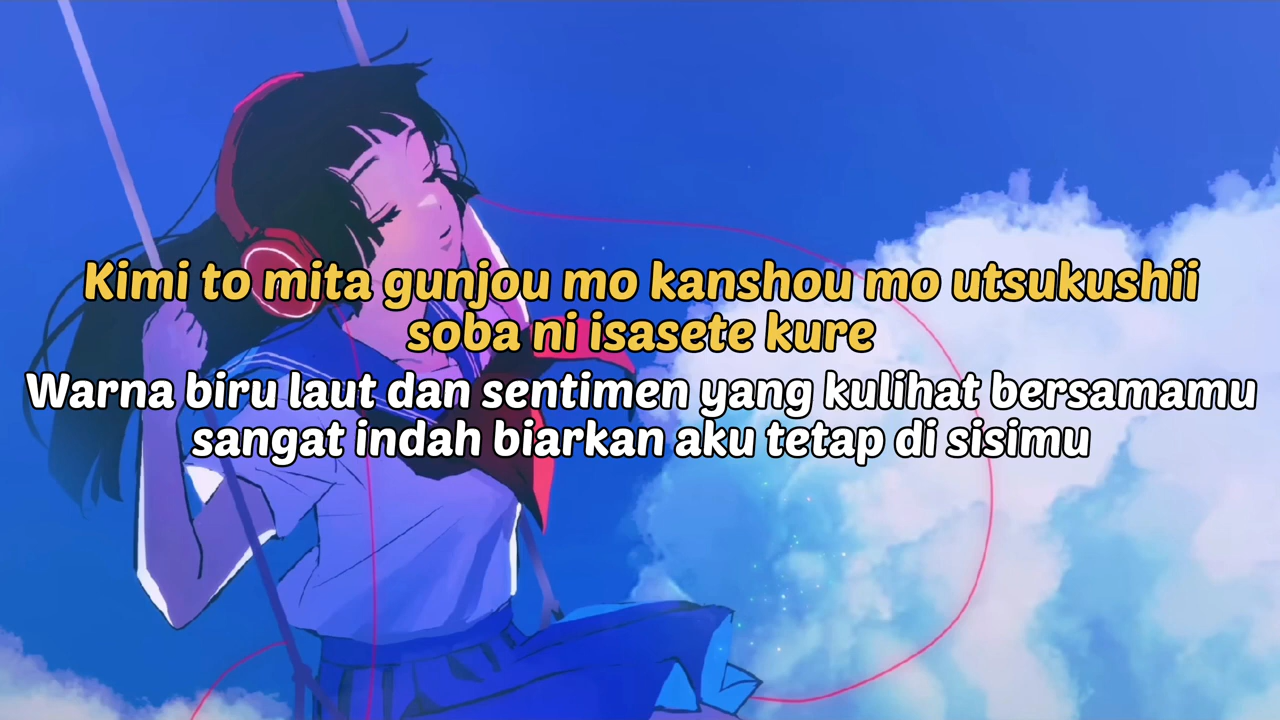 Kimi to mita gunjou mo kanshou mo utsukushii
soba ni isasete kure
Warna biru laut dan sentimen yang kulihat bersamamu
sangat indah biarkan aku tetap di sisimu